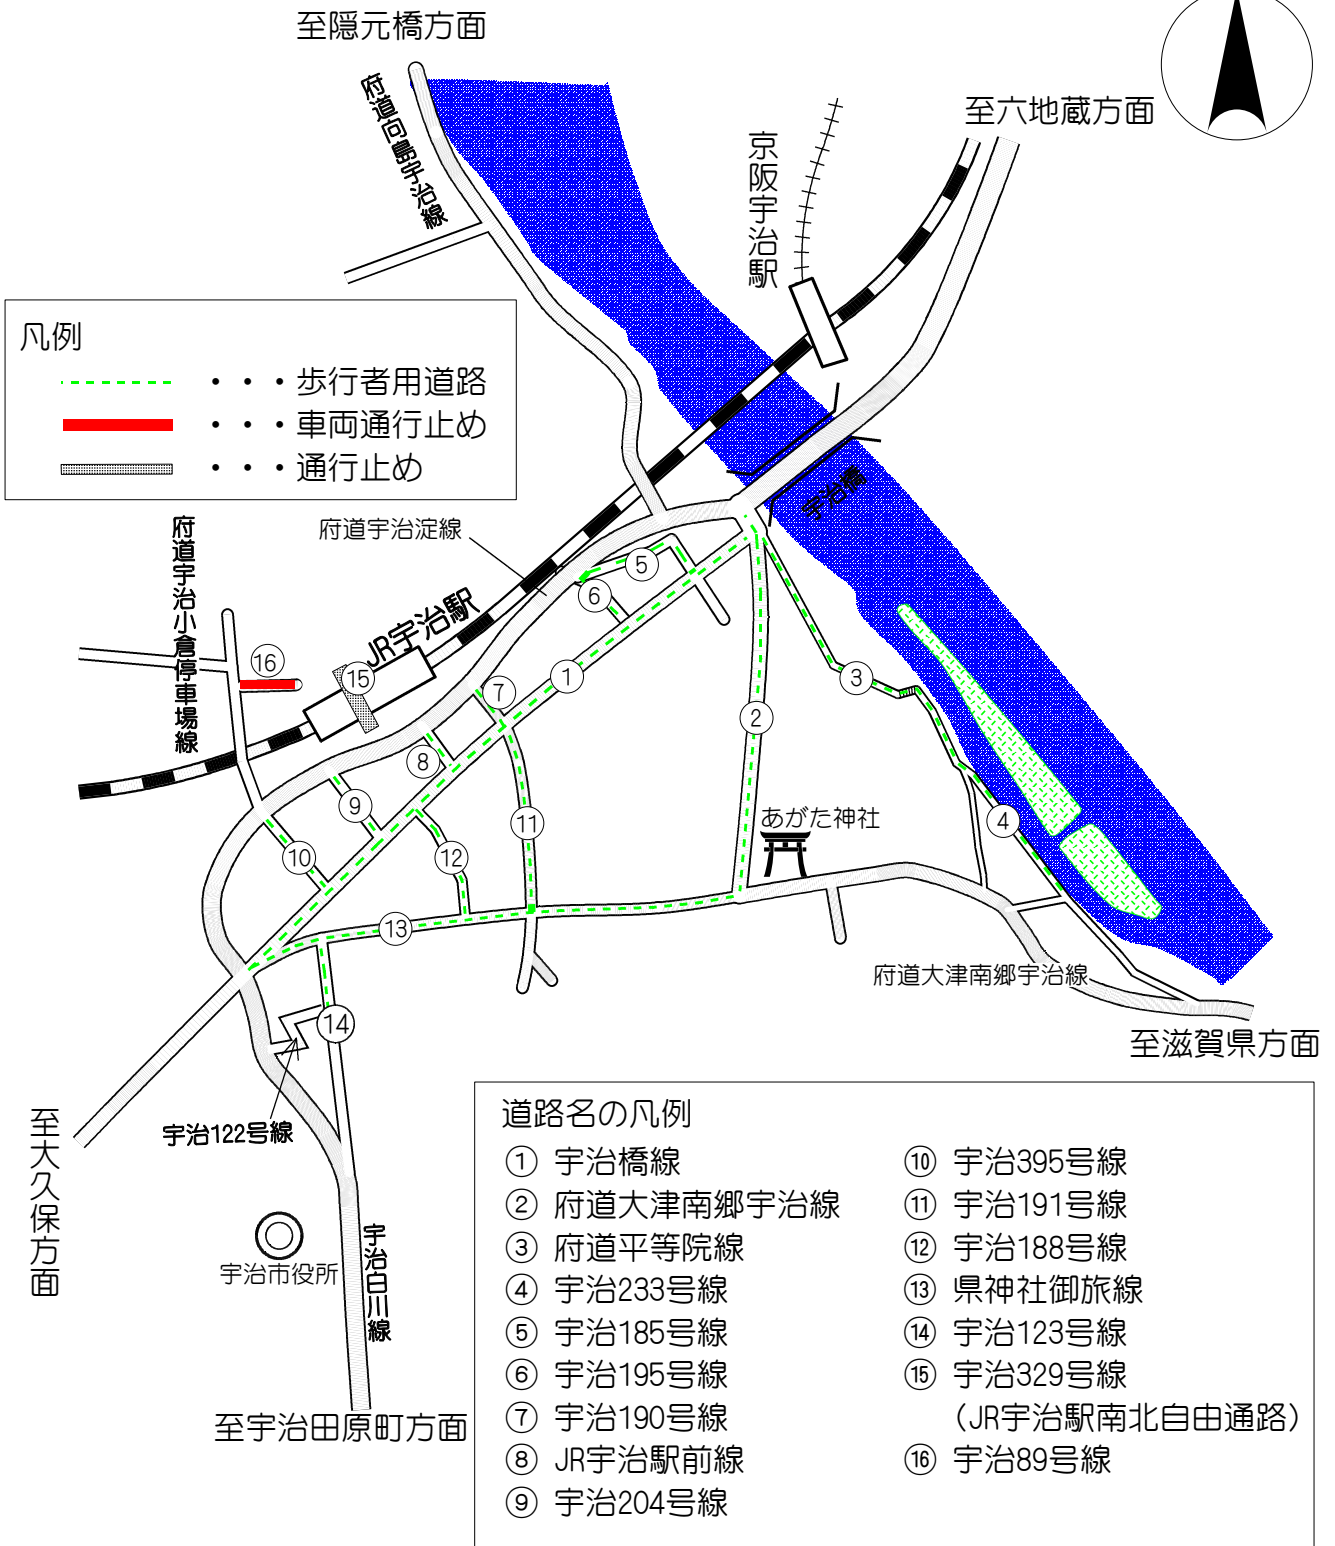 至隠元橋方面
府道向島宇治線
京阪宇治駅
至六地蔵方面
凡例
・・・歩行者用道路
・・・車両通行止め
・・・通行止め
宇治橋
府道宇治淀線
府道宇治小倉停車場線
JR宇治駅
⑤
⑥
⑯
⑮
①
⑦
③
②
⑧
⑨
⑪
あがた神社
④
⑩
⑫
⑬
府道大津南郷宇治線
⑭
至滋賀県方面
宇治122号線
至大久保方面
宇治市役所
宇治白川線
至宇治田原町方面
道路名の凡例
① 宇治橋線
② 府道大津南郷宇治線
③ 府道平等院線
④ 宇治233号線
⑤ 宇治185号線
⑥ 宇治195号線
⑦ 宇治190号線
⑧ JR宇治駅前線
⑨ 宇治204号線
⑩ 宇治395号線
⑪ 宇治191号線
⑫ 宇治188号線
⑬ 県神社御旅線
⑭ 宇治123号線
⑮ 宇治329号線
(JR宇治駅南北自由通路)
⑯ 宇治89号線